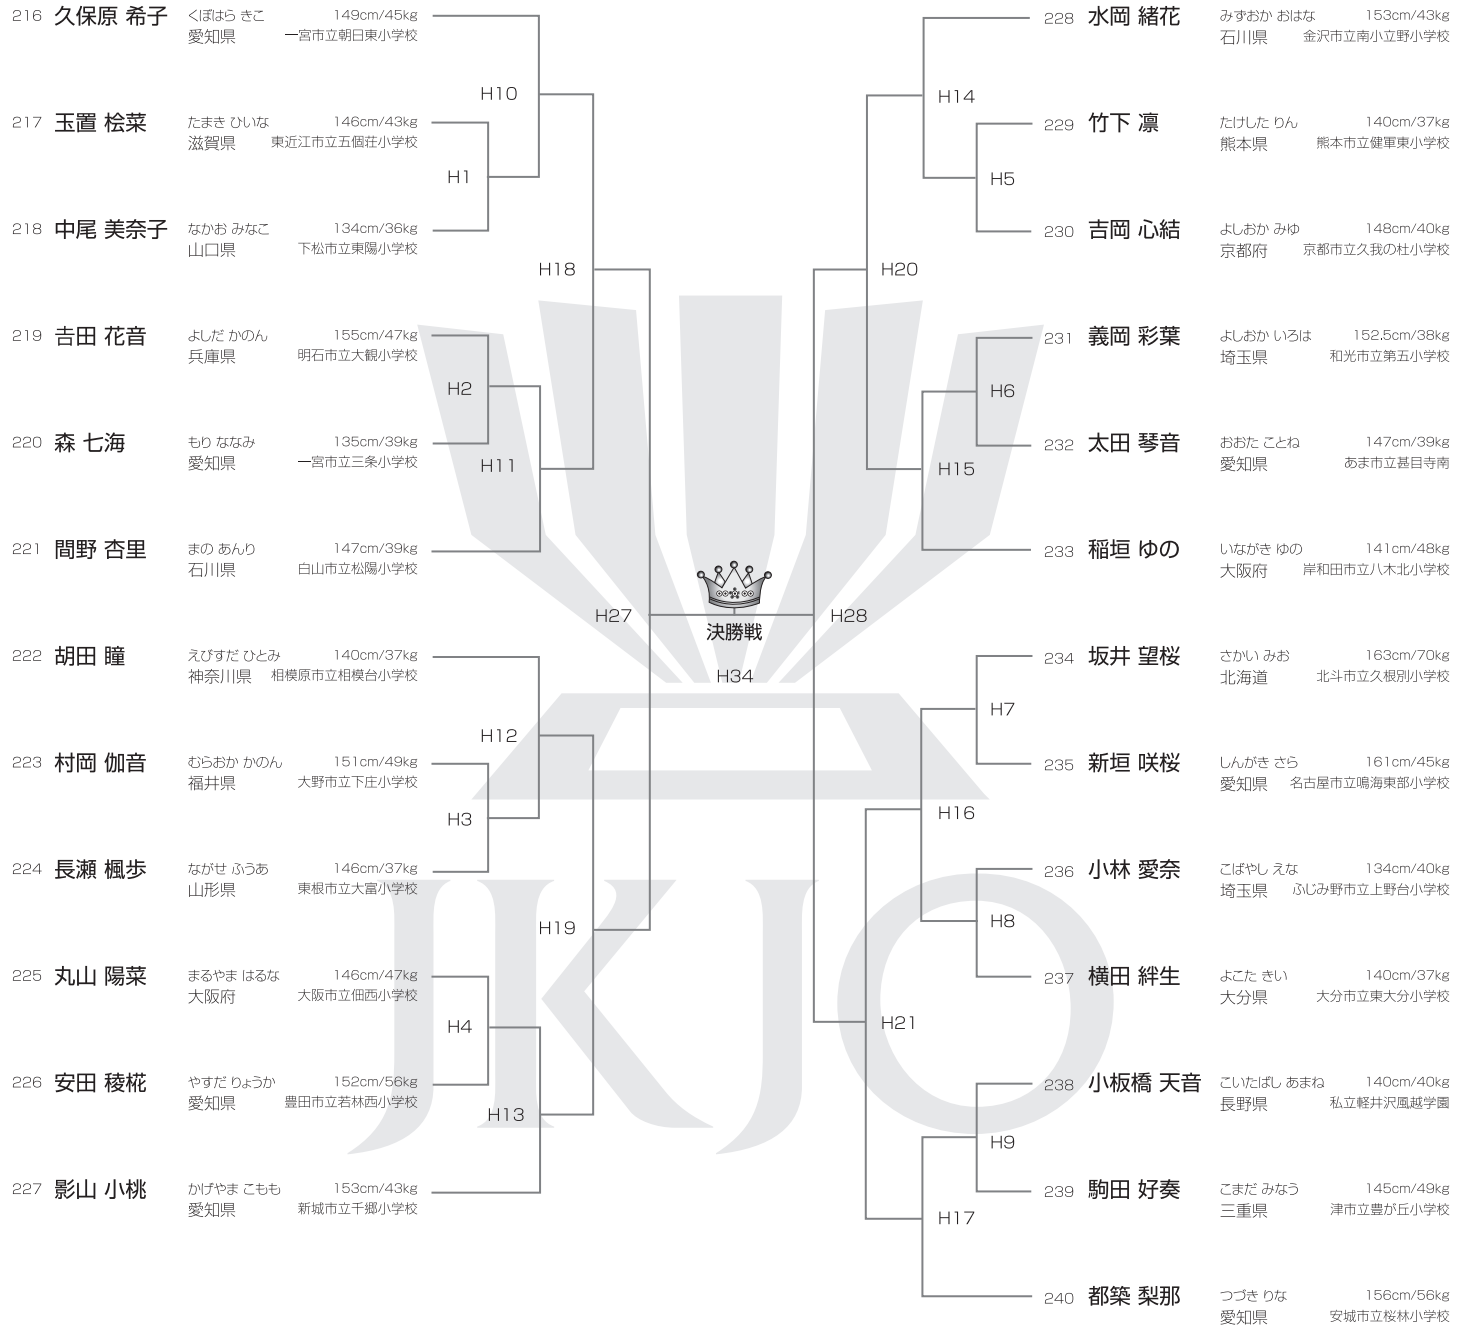 216 久保原 希子 くぼはら きこ 149cm/45kg
愛知県 一宮市立朝日東小学校
H10
217 玉置 桧菜 たまき ひいな 146cm/43kg
滋賀県 東近江市立五個荘小学校
H1
218 中尾 美奈子 なかお みなこ 134cm/36kg
山口県 下松市立東陽小学校
H18
219 𠮷田 花音 よしだ かのん 155cm/47kg
兵庫県 明石市立大観小学校
H2
220 森 七海 もり ななみ 135cm/39kg
愛知県 一宮市立三条小学校
H11
221 間野 杏里 まの あんり 147cm/39kg
石川県 白山市立松陽小学校
H27
222 胡田 瞳 えびすだ ひとみ 140cm/37kg
神奈川県 相模原市立相模台小学校
H12
223 村岡 伽音 むらおか かのん 151cm/49kg
福井県 大野市立下庄小学校
H3
224 長瀬 楓歩 ながせ ふうあ 146cm/37kg
山形県 東根市立大富小学校
H19
225 丸山 陽菜 まるやま はるな 146cm/47kg
大阪府 大阪市立佃西小学校
H4
226 安田 稜椛 やすだ りょうか 152cm/56kg
愛知県 豊田市立若林西小学校
H13
227 影山 小桃 かげやま こもも 153cm/43kg
愛知県 新城市立千郷小学校
決勝戦
H34
JKJO
228 水岡 緒花 みずおか おはな 153cm/43kg
石川県 金沢市立南小立野小学校
H14
229 竹下 凛 たけした りん 140cm/37kg
熊本県 熊本市立健軍東小学校
H5
230 吉岡 心結 よしおか みゆ 148cm/40kg
京都府 京都市立久我の杜小学校
H20
231 義岡 彩葉 よしおか いろは 152.5cm/38kg
埼玉県 和光市立第五小学校
H6
232 太田 琴音 おおた ことね 147cm/39kg
愛知県 あま市立甚目寺南
H15
233 稲垣 ゆの いながき ゆの 141cm/48kg
大阪府 岸和田市立八木北小学校
H28
234 坂井 望桜 さかい みお 163cm/70kg
北海道 北斗市立久根別小学校
H7
235 新垣 咲桜 しんがき さら 161cm/45kg
愛知県 名古屋市立鳴海東部小学校
H16
236 小林 愛奈 こばやし えな 134cm/40kg
埼玉県 ふじみ野市立上野台小学校
H8
237 横田 絆生 よこた きい 140cm/37kg
大分県 大分市立東大分小学校
H21
238 小板橋 天音 こいたばし あまね 140cm/40kg
長野県 私立軽井沢風越学園
H9
239 駒田 好奏 こまだ みなう 145cm/49kg
三重県 津市立豊が丘小学校
H17
240 都築 梨那 つづき りな 156cm/56kg
愛知県 安城市立桜林小学校